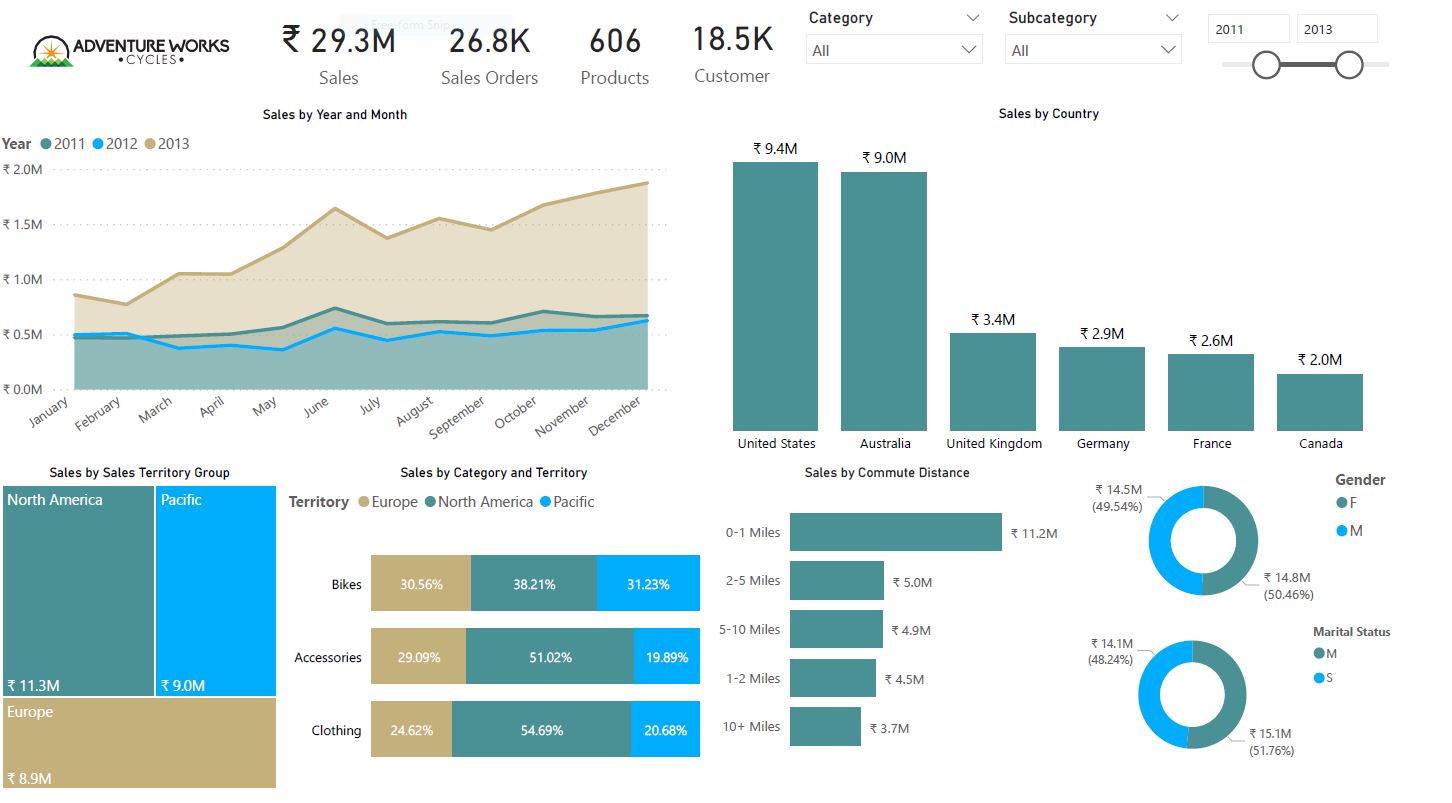 ADVENTURE WORKS
•CYCLES•
₹ 29.3M
Sales
Free-form Snip
26.8K
Sales Orders
606
Products
18.5K
Customer
Category
All
Subcategory
All
2011
2013
Sales by Year and Month
Year 2011 2012 2013
₹ 2.0M
₹ 1.5M
₹ 1.0M
₹ 0.5M
₹ 0.0M
January
February
March
April
May
June
July
August
September
October
November
December
Sales by Country
₹ 9.4M
₹ 9.0M
₹ 3.4M
₹ 2.9M
₹ 2.6M
₹ 2.0M
United States
Australia
United Kingdom
Germany
France
Canada
Sales by Sales Territory Group
North America
₹ 11.3M
Pacific
₹ 9.0M
Europe
₹ 8.9M
Sales by Category and Territory
Territory Europe North America Pacific
Bikes 30.56% 38.21% 31.23%
Accessories 29.09% 51.02% 19.89%
Clothing 24.62% 54.69% 20.68%
Sales by Commute Distance
0-1 Miles ₹ 11.2M
2-5 Miles ₹ 5.0M
5-10 Miles ₹ 4.9M
1-2 Miles ₹ 4.5M
10+ Miles ₹ 3.7M
₹ 14.5M
(49.54%)
₹ 14.8M
(50.46%)
Gender
F
M
₹ 14.1M
(48.24%)
₹ 15.1M
(51.76%)
Marital Status
M
S